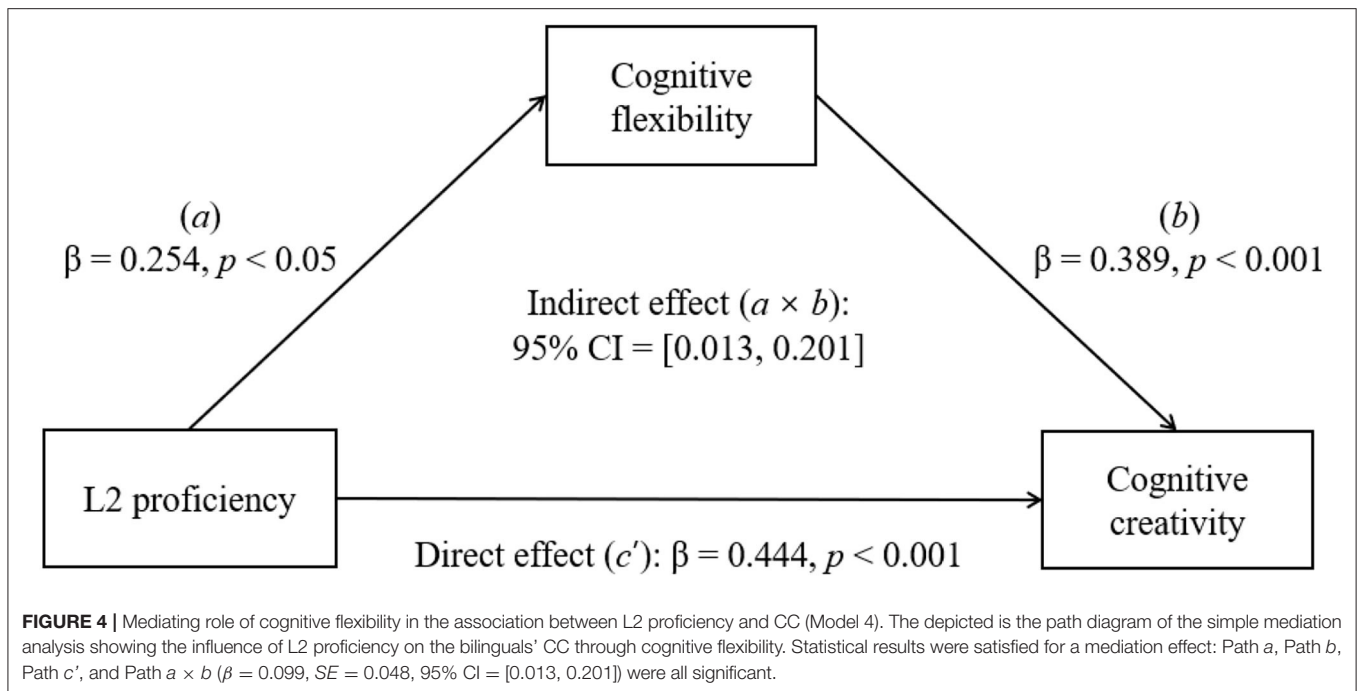 Cognitive
flexibility
(a)
β = 0.254, p < 0.05
(b)
β = 0.389, p < 0.001
Indirect effect (a × b):
95% CI = [0.013, 0.201]
L2 proficiency
Cognitive
creativity
Direct effect (c′): β = 0.444, p < 0.001
FIGURE 4 | Mediating role of cognitive flexibility in the association between L2 proficiency and CC (Model 4). The depicted is the path diagram of the simple mediation
analysis showing the influence of L2 proficiency on the bilinguals' CC through cognitive flexibility. Statistical results were satisfied for a mediation effect: Path a, Path b,
Path c′, and Path a × b (β = 0.099, SE = 0.048, 95% CI = [0.013, 0.201]) were all significant.